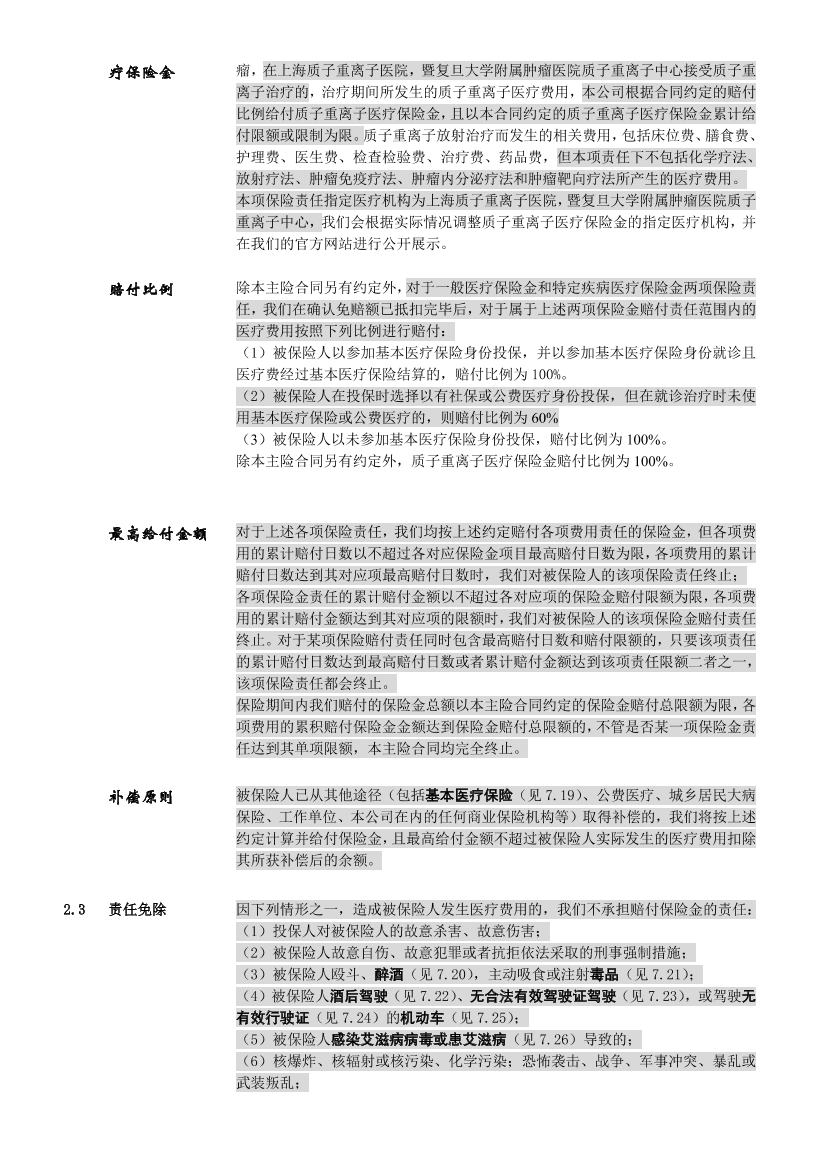 疗保险金
瘤，在上海质子重离子医院，暨复旦大学附属肿瘤医院质子重离子中心接受质子重
离子治疗的，治疗期间所发生的质子重离子医疗费用，本公司根据合同约定的赔付
比例给付质子重离子医疗保险金，且以本合同约定的质子重离子医疗保险金累计给
付限额或限制为限。质子重离子放射治疗而发生的相关费用，包括床位费、膳食费、
护理费、医生费、检查检验费、治疗费、药品费，但本项责任下不包括化学疗法、
放射疗法、肿瘤免疫疗法、肿瘤内分泌疗法和肿瘤靶向疗法所产生的医疗费用。
本项保险责任指定医疗机构为上海质子重离子医院，暨复旦大学附属肿瘤医院质子
重离子中心，我们会根据实际情况调整质子重离子医疗保险金的指定医疗机构，并
在我们的官方网站进行公开展示。
赔付比例
除本主险合同另有约定外，对于一般医疗保险金和特定疾病医疗保险金两项保险责
任，我们在确认免赔额已抵扣完毕后，对于属于上述两项保险金赔付责任范围内的
医疗费用按照下列比例进行赔付：
（1）被保险人以参加基本医疗保险身份投保，并以参加基本医疗保险身份就诊且
医疗费经过基本医疗保险结算的，赔付比例为 100%。
（2）被保险人在投保时选择以有社保或公费医疗身份投保，但在就诊治疗时未使
用基本医疗保险或公费医疗的，则赔付比例为 60%
（3）被保险人以未参加基本医疗保险身份投保，赔付比例为 100%。
除本主险合同另有约定外，质子重离子医疗保险金赔付比例为 100%。
最高给付金额
对于上述各项保险责任，我们均按上述约定赔付各项费用责任的保险金，但各项费
用的累计赔付日数以不超过各对应保险金项目最高赔付日数为限，各项费用的累计
赔付日数达到其对应项最高赔付日数时，我们对被保险人的该项保险责任终止；
各项保险金责任的累计赔付金额以不超过各对应项的保险金赔付限额为限，各项费
用的累计赔付金额达到其对应项的限额时，我们对被保险人的该项保险金赔付责任
终止。对于某项保险赔付责任同时包含最高赔付日数和赔付限额的，只要该项责任
的累计赔付日数达到最高赔付日数或者累计赔付金额达到该项责任限额二者之一，
该项保险责任都会终止。
保险期间内我们赔付的保险金总额以本主险合同约定的保险金赔付总限额为限，各
项费用的累积赔付保险金金额达到保险金赔付总限额的，不管是否某一项保险金责
任达到其单项限额，本主险合同均完全终止。
补偿原则
被保险人已从其他途径（包括基本医疗保险（见 7.19）、公费医疗、城乡居民大病
保险、工作单位、本公司在内的任何商业保险机构等）取得补偿的，我们将按上述
约定计算并给付保险金，且最高给付金额不超过被保险人实际发生的医疗费用扣除
其所获补偿后的余额。
2.3 责任免除
因下列情形之一，造成被保险人发生医疗费用的，我们不承担赔付保险金的责任：
（1）投保人对被保险人的故意杀害、故意伤害；
（2）被保险人故意自伤、故意犯罪或者抗拒依法采取的刑事强制措施；
（3）被保险人殴斗、醉酒（见 7.20），主动吸食或注射毒品（见 7.21）；
（4）被保险人酒后驾驶（见 7.22）、无合法有效驾驶证驾驶（见 7.23），或驾驶无
有效行驶证（见 7.24）的机动车（见 7.25）；
（5）被保险人感染艾滋病病毒或患艾滋病（见 7.26）导致的；
（6）核爆炸、核辐射或核污染、化学污染；恐怖袭击、战争、军事冲突、暴乱或
武装叛乱；